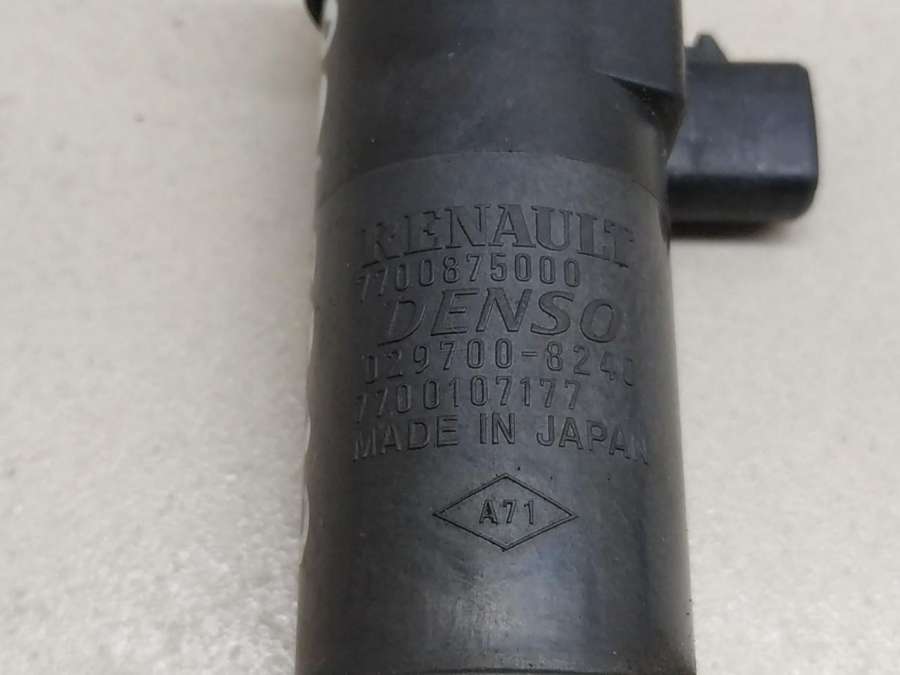 RENAULT
7700875000
DENSO
029700-8240
7700107177
MADE IN JAPAN
A71